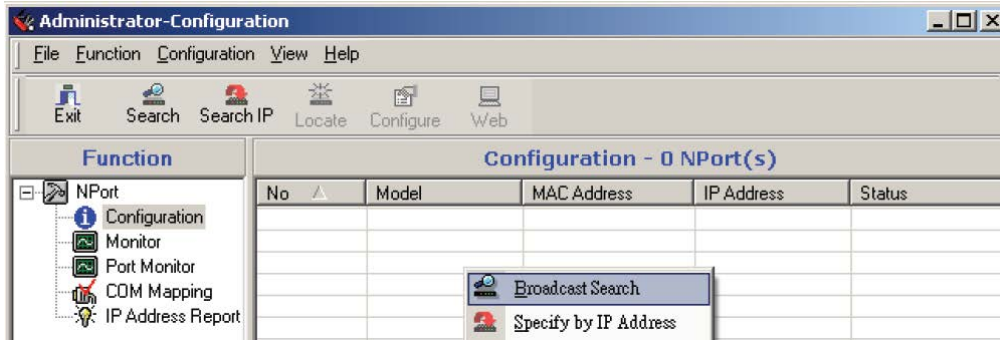 Administrator-Configuration
File Function Configuration View Help
Exit Search Search IP Locate Configure Web
Function
Configuration - 0 NPort(s)
No Model MAC Address IP Address Status
NPort
Configuration
Monitor
Port Monitor
COM Mapping
IP Address Report
Broadcast Search
Specify by IP Address